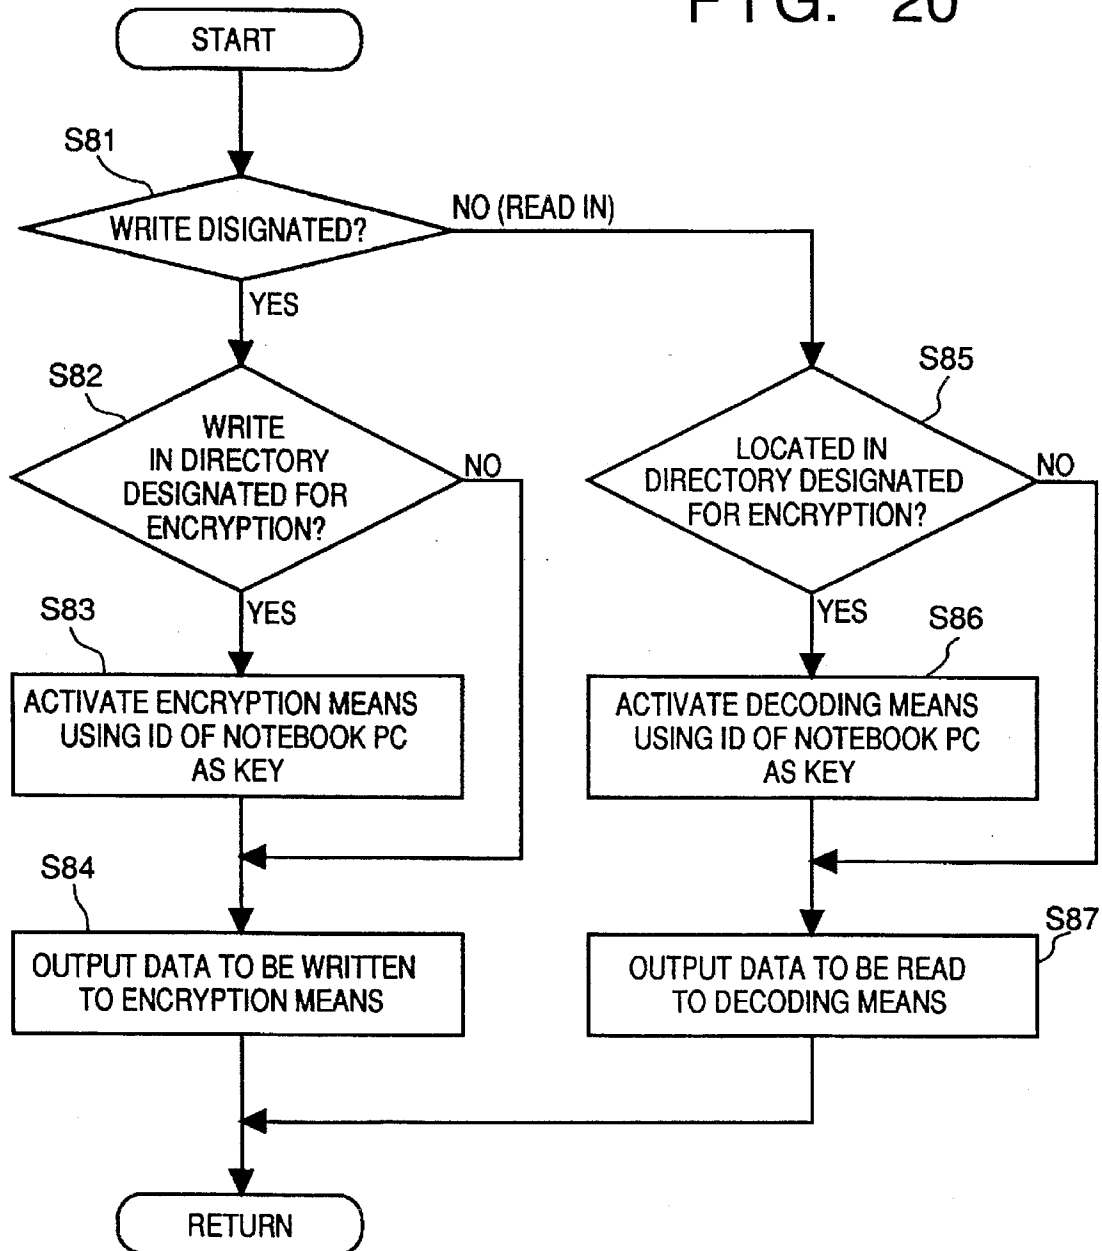 FIG. 20
START
S81
WRITE DISIGNATED?
NO (READ IN)
YES
S82
WRITE
IN DIRECTORY
DESIGNATED FOR
ENCRYPTION?
NO
YES
S83
ACTIVATE ENCRYPTION MEANS
USING ID OF NOTEBOOK PC
AS KEY
S84
OUTPUT DATA TO BE WRITTEN
TO ENCRYPTION MEANS
S85
LOCATED IN
DIRECTORY DESIGNATED
FOR ENCRYPTION?
NO
YES
S86
ACTIVATE DECODING MEANS
USING ID OF NOTEBOOK PC
AS KEY
S87
OUTPUT DATA TO BE READ
TO DECODING MEANS
RETURN